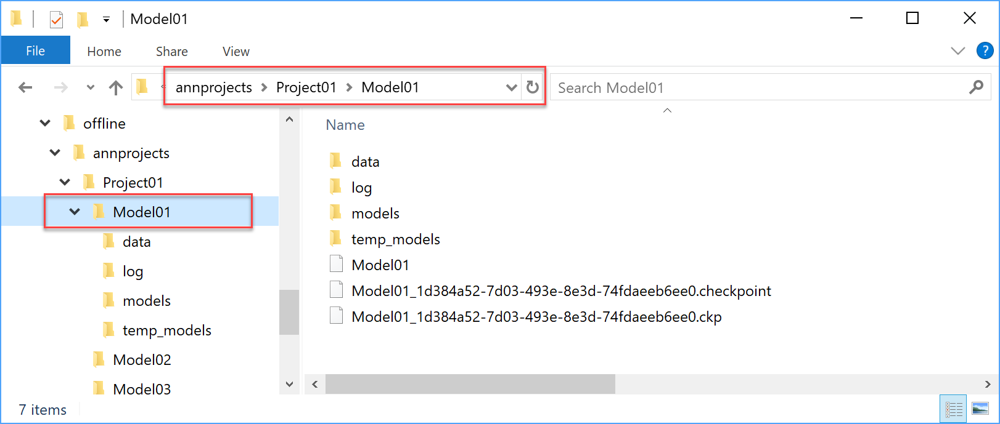 Model01
File Home Share View
?
« annprojects > Project01 > Model01
Search Model01
offline
annprojects
Project01
Model01
data
log
models
temp_models
Model02
Model03
Name
data
log
models
temp_models
Model01
Model01_1d384a52-7d03-493e-8e3d-74fdaeeb6ee0.checkpoint
Model01_1d384a52-7d03-493e-8e3d-74fdaeeb6ee0.ckp
7 items